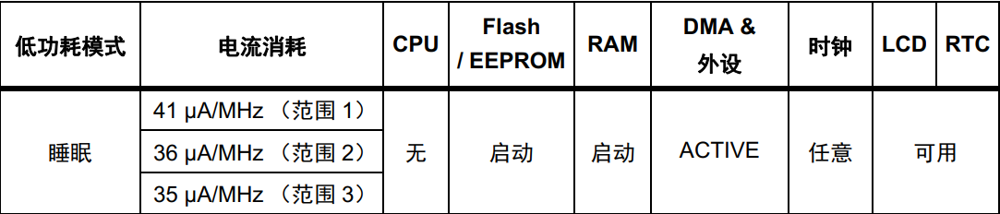 低功耗模式 电流消耗 CPU Flash / EEPROM RAM DMA & 外设 时钟 LCD RTC
睡眠 41 µA/MHz （范围 1） 无 启动 启动 ACTIVE 任意 可用
36 µA/MHz （范围 2）
35 µA/MHz （范围 3）